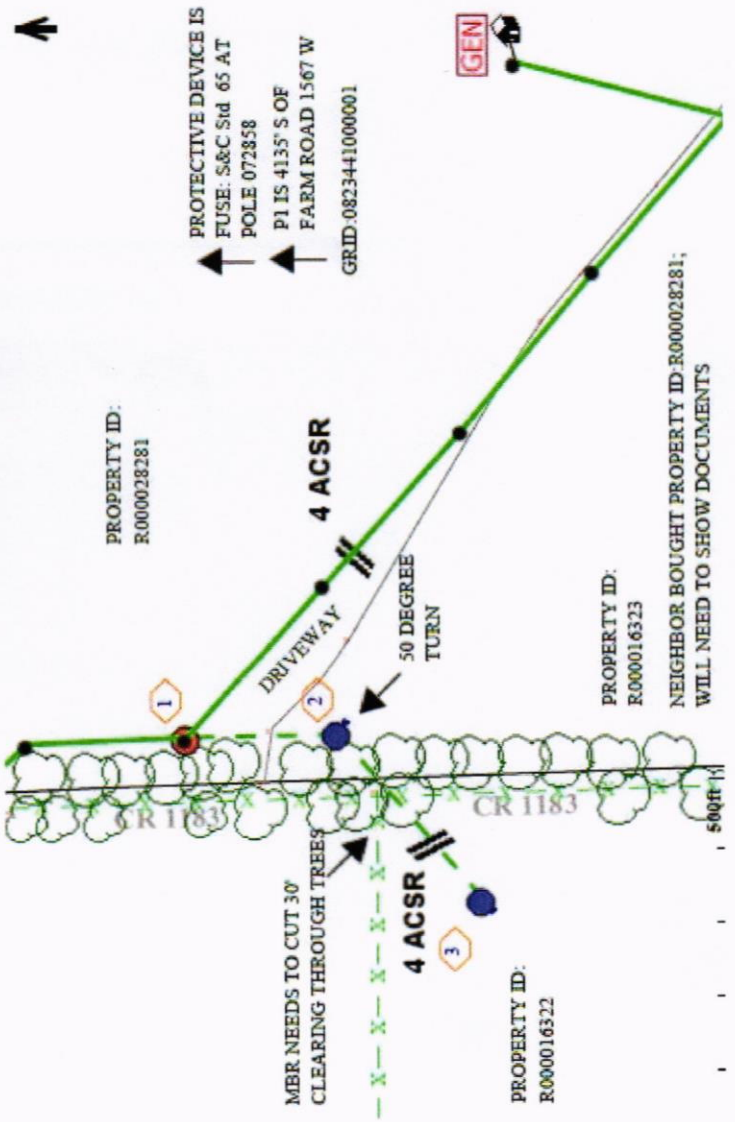 PROTECTIVE DEVICE IS
FUSE: S&C Std 65 AT
POLE 072858
P1 IS 4135' S OF
FARM ROAD 1567 W
GRID:0823441000001
GEN
PROPERTY ID:
R000028281
4 ACSR
DRIVEWAY
1
2
50 DEGREE
TURN
CR 1183
CR 1183
MBR NEEDS TO CUT 30'
CLEARING THROUGH TREES
X X X X
4 ACSR
3
PROPERTY ID:
R000016322
PROPERTY ID:
R000016323
NEIGHBOR BOUGHT PROPERTY ID:R000028281;
WILL NEED TO SHOW DOCUMENTS
500ft